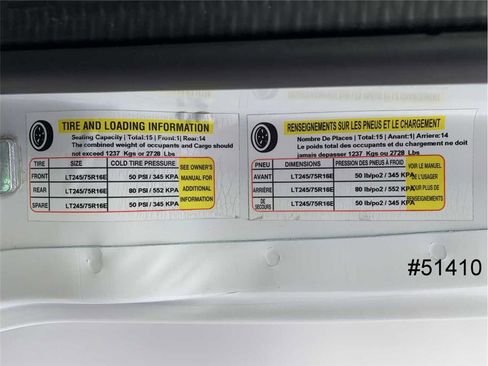 TIRE AND LOADING INFORMATION
Seating Capacity | Total:15 | Front:1| Rear:14
The combined weight of occupants and Cargo should
not exceed 1237 Kgs or 2728 Lbs
TIRE SIZE COLD TIRE PRESSURE
FRONT LT245/75R16E 50 PSI/345 KPA
REAR LT245/75R16E 80 PSI / 552 KPA
SPARE LT245/75R16E 50 PSI / 345 KPA
SEE OWNER'S
MANUAL FOR
ADDITIONAL
INFORMATION
RENSEIGNEMENTS SUR LES PNEUS ET LE CHARGEMENT
Nombre De Places | Total:15 | Anant:1| Arriere:14
Le poids total des occupants et du chargement ne doit
jamais depasser 1237 Kgs ou 2728 Lbs
PNEU DIMENSIONS PRESSION DES PNEUS À FROID
AVANT LT245/75R16E 50 lb/po2 / 345 KPA
ARRIÈRE LT245/75R16E 80 lb/po2 / 552 KPA
DE SECOURS LT245/75R16E 50 lb/po2 / 345 KPA
VOIR LE MANUEL
DE L'USAGER
POUR PLUS DE
RENSEIGNEMENTS
#51410